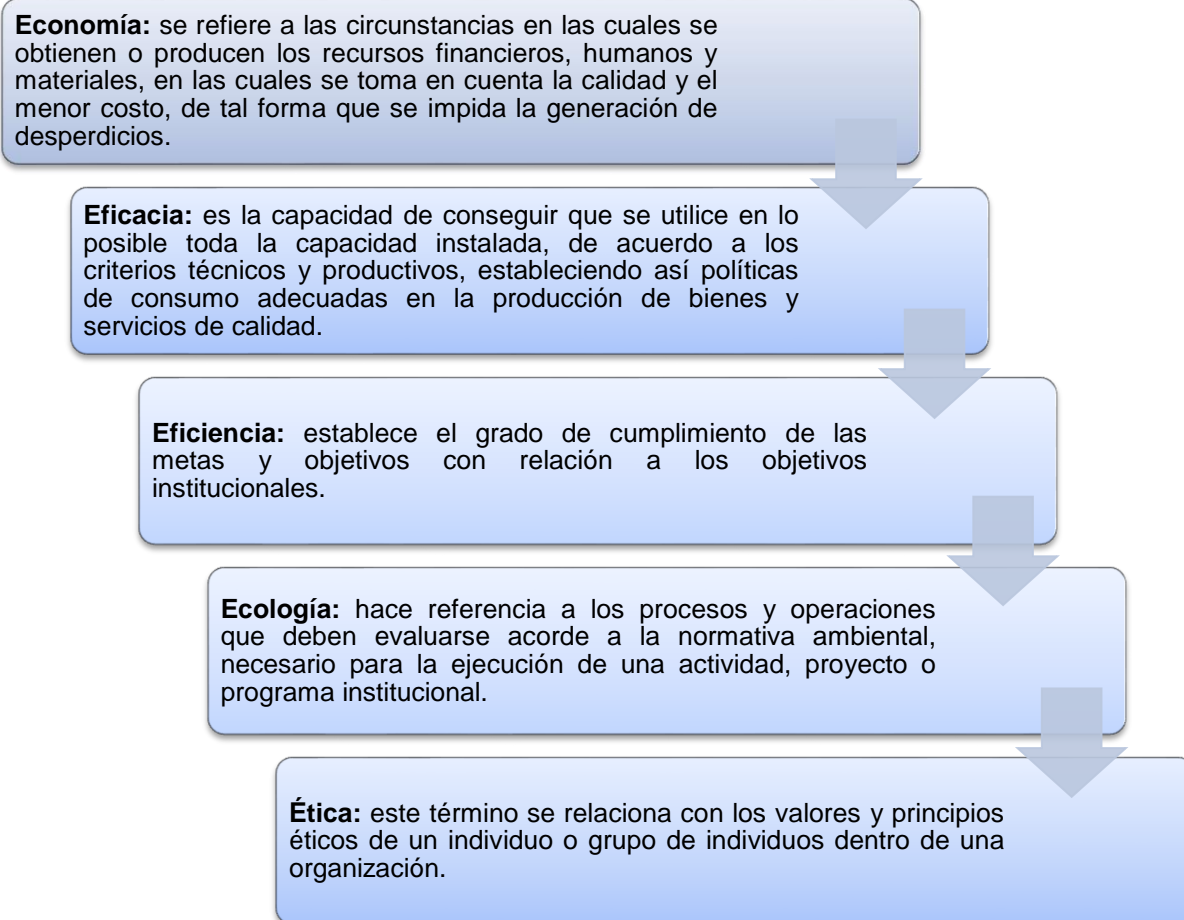 Economía: se refiere a las circunstancias en las cuales se
obtienen o producen los recursos financieros, humanos y
materiales, en las cuales se toma en cuenta la calidad y el
menor costo, de tal forma que se impida la generación de
desperdicios.
Eficacia: es la capacidad de conseguir que se utilice en lo
posible toda la capacidad instalada, de acuerdo a los
criterios técnicos y productivos, estableciendo así políticas
de consumo adecuadas en la producción de bienes y
servicios de calidad.
Eficiencia: establece el grado de cumplimiento de las
metas y objetivos con relación a los objetivos
institucionales.
Ecología: hace referencia a los procesos y operaciones
que deben evaluarse acorde a la normativa ambiental,
necesario para la ejecución de una actividad, proyecto o
programa institucional.
Ética: este término se relaciona con los valores y principios
éticos de un individuo o grupo de individuos dentro de una
organización.